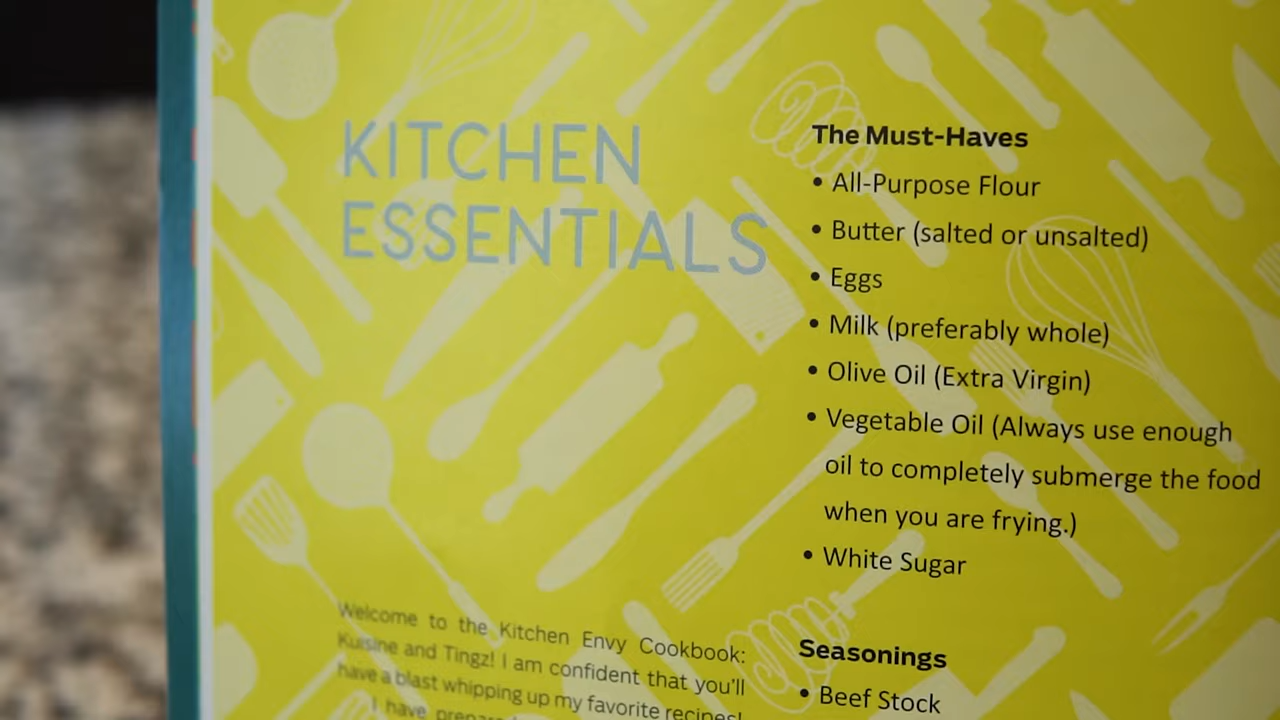 KITCHEN
ESSENTIALS
Welcome to the Kitchen Envy Cookbook:
Kuisine and Tingz! I am confident that you'll
have a blast whipping up my favorite recipes!
I have
The Must-Haves
• All-Purpose Flour
• Butter (salted or unsalted)
• Eggs
• Milk (preferably whole)
• Olive Oil (Extra Virgin)
• Vegetable Oil (Always use enough
oil to completely submerge the food
when you are frying.)
• White Sugar
Seasonings
• Beef Stock